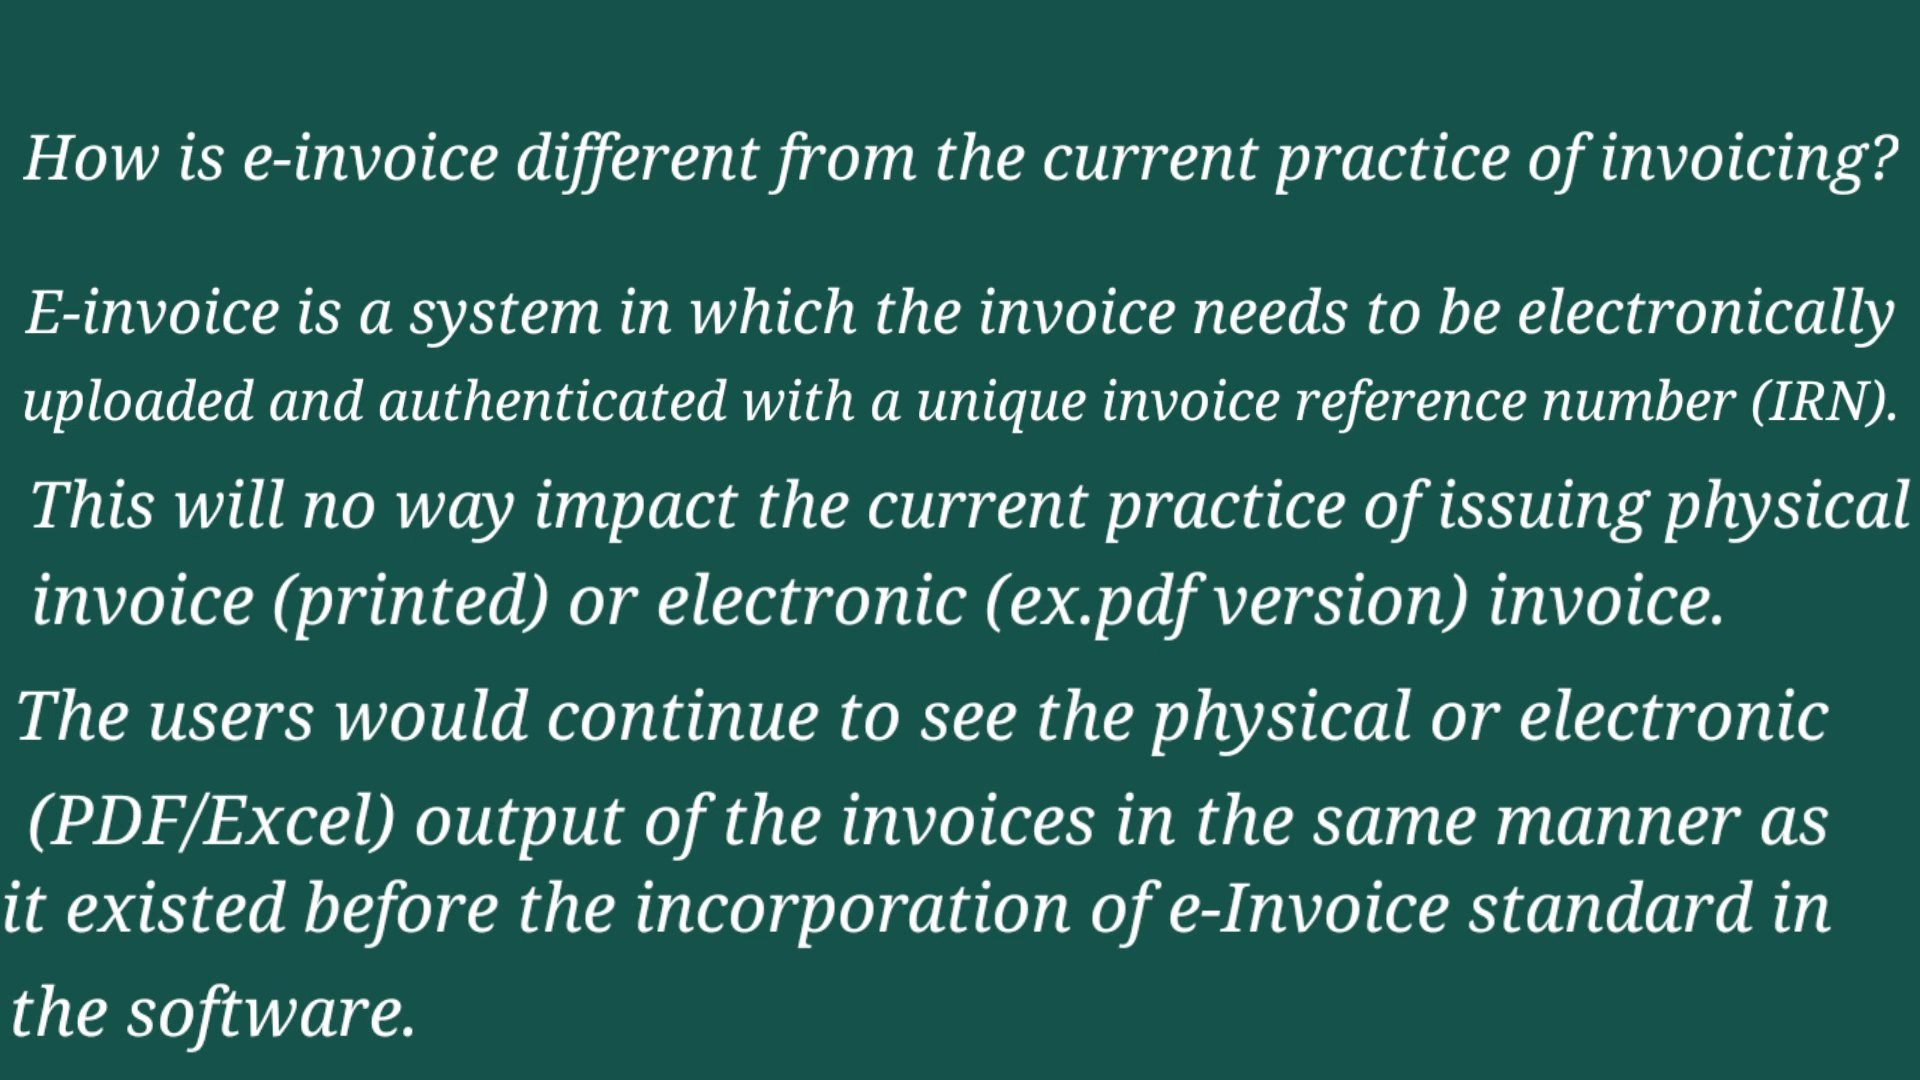 How is e-invoice different from the current practice of invoicing?
E-invoice is a system in which the invoice needs to be electronically
uploaded and authenticated with a unique invoice reference number (IRN).
This will no way impact the current practice of issuing physical
invoice (printed) or electronic (ex.pdf version) invoice.
The users would continue to see the physical or electronic
(PDF/Excel) output of the invoices in the same manner as
it existed before the incorporation of e-Invoice standard in
the software.